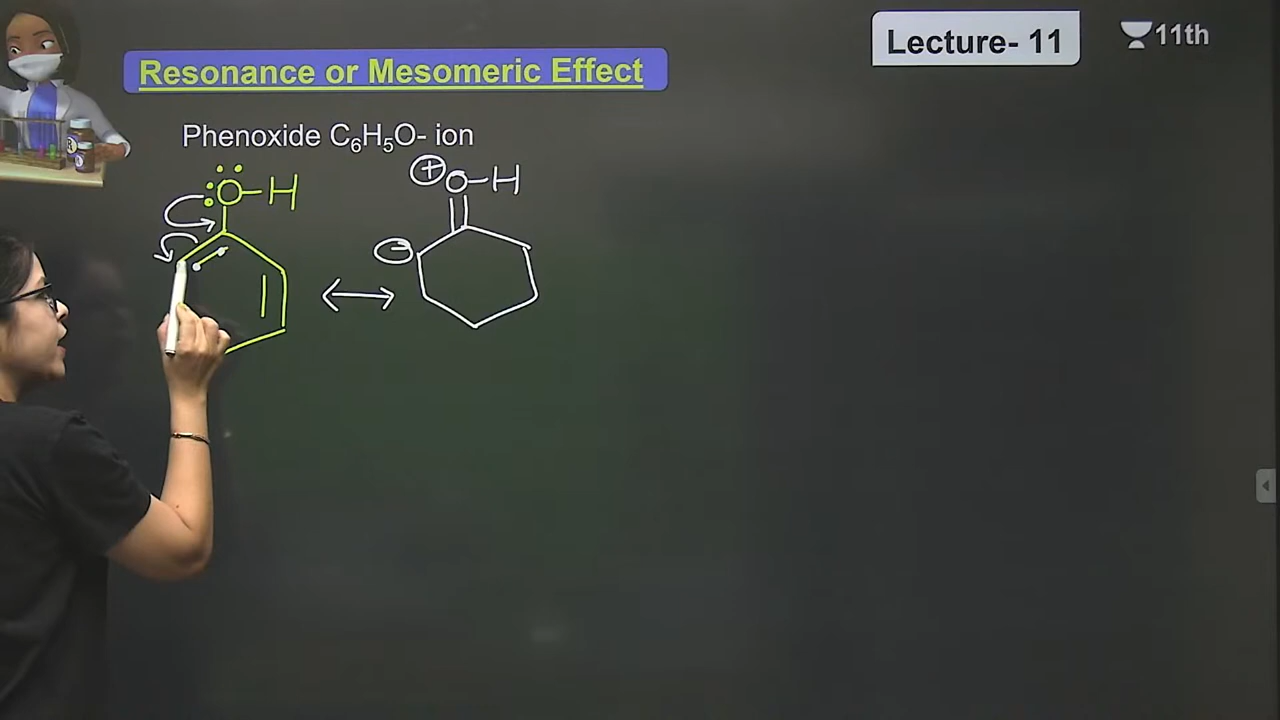 Lecture- 11
11th
Resonance or Mesomeric Effect
Phenoxide C₆H₅O- ion
O-H
⊕ O-H
⊖